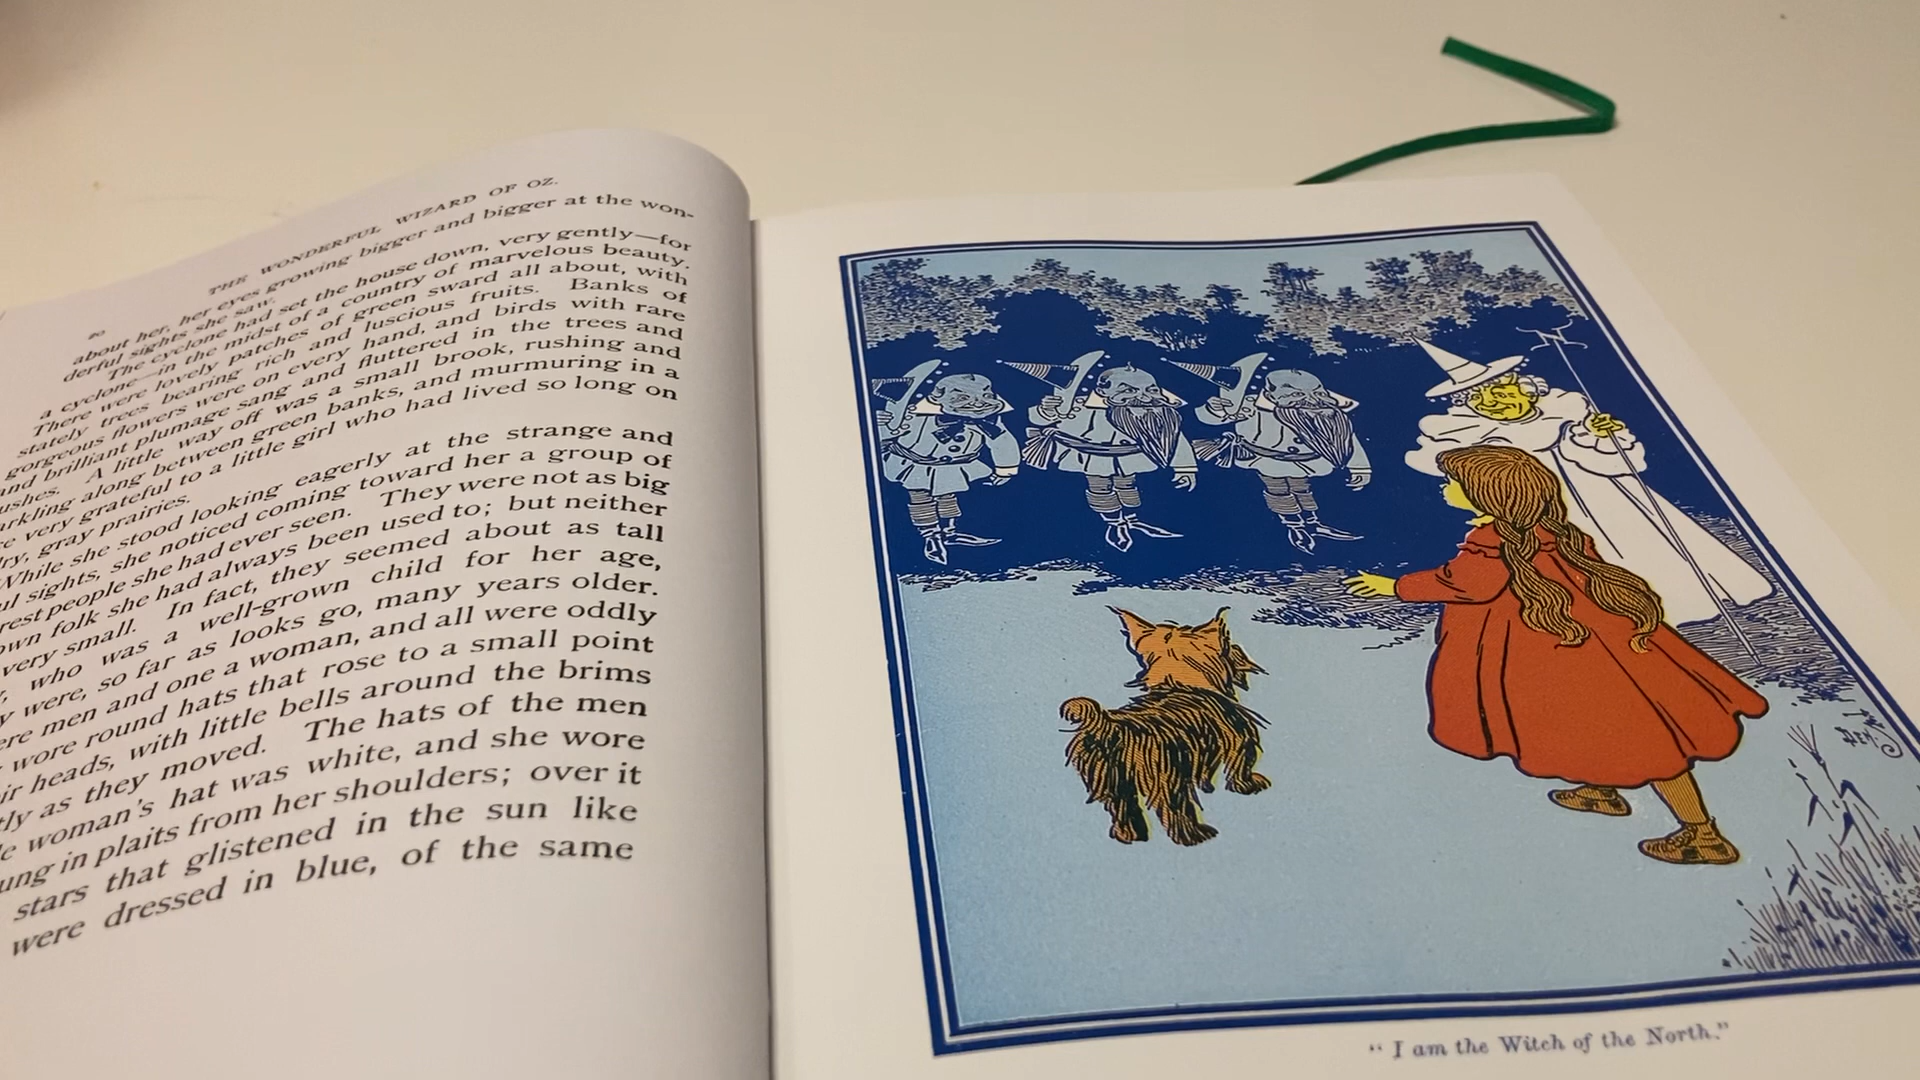 20 THE WONDERFUL WIZARD OF OZ.
about her, her eyes growing bigger and bigger at the won-
derful sights she saw.
The cyclone had set the house down, very gently—for
a cyclone—in the midst of a country of marvelous beauty.
There were lovely patches of green sward all about, with
stately trees bearing rich and luscious fruits. Banks of
gorgeous flowers were on every hand, and birds with rare
and brilliant plumage sang and fluttered in the trees and
ushes. A little way off was a small brook, rushing and
arkling along between green banks, and murmuring in a
e very grateful to a little girl who had lived so long on
ry, gray prairies.
While she stood looking eagerly at the strange and
ul sights, she noticed coming toward her a group of
rest people she had ever seen. They were not as big
own folk she had always been used to; but neither
very small. In fact, they seemed about as tall
, who was a well-grown child for her age,
y were, so far as looks go, many years older.
ere men and one a woman, and all were oddly
wore round hats that rose to a small point
ir heads, with little bells around the brims
tly as they moved. The hats of the men
e woman's hat was white, and she wore
ung in plaits from her shoulders; over it
stars that glistened in the sun like
were dressed in blue, of the same
DEN.
"I am the Witch of the North."